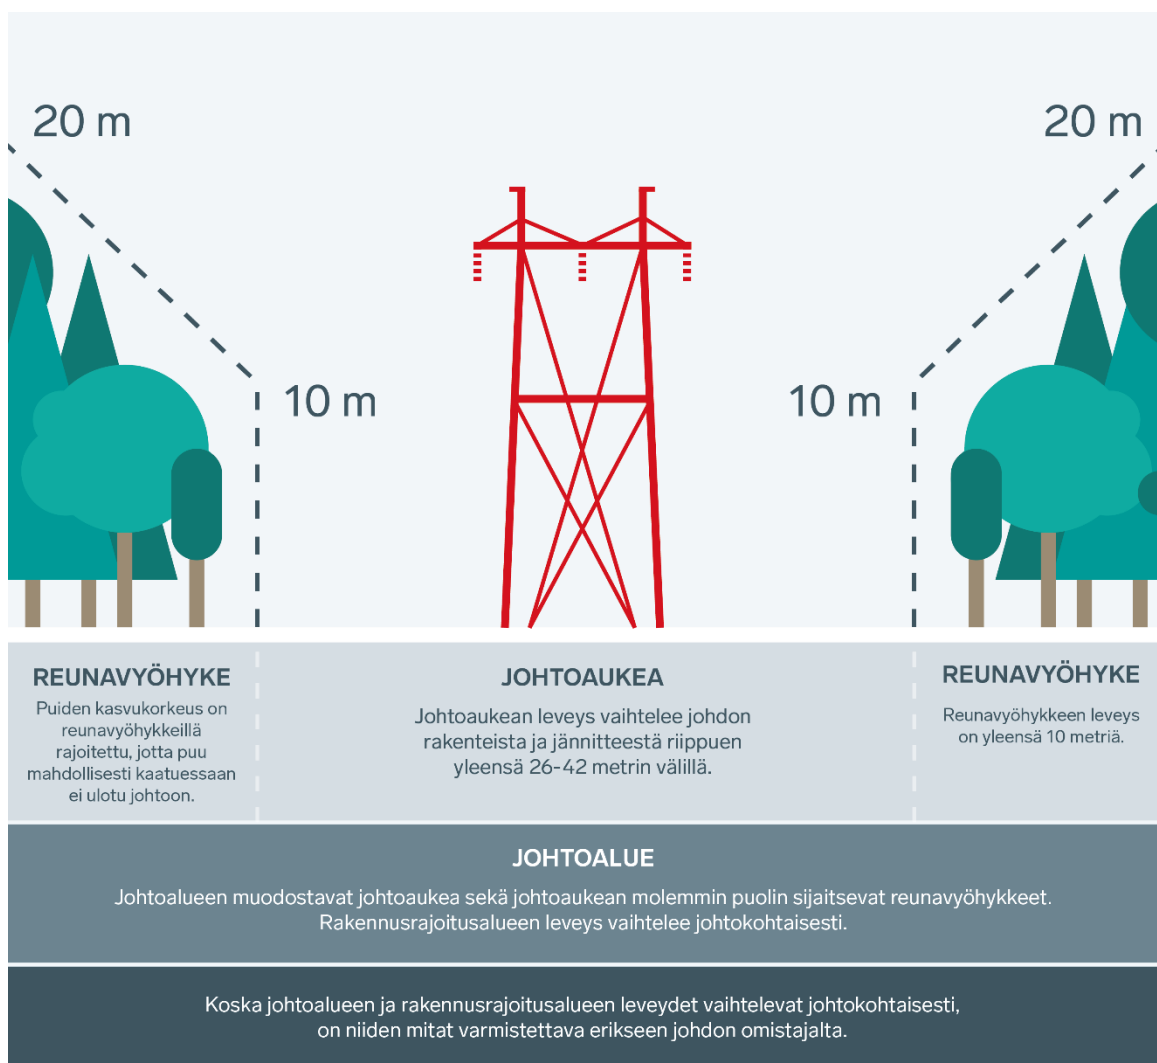 20 m
20 m
10 m
10 m
REUNAVYÖHYKE
Puiden kasvukorkeus on
reunavyöhykkeillä
rajoitettu, jotta puu
mahdollisesti kaatuessaan
ei ulotu johtoon.
JOHTOAUKEA
Johtoaukean leveys vaihtelee johdon
rakenteista ja jännitteestä riippuen
yleensä 26-42 metrin välillä.
REUNAVYÖHYKE
Reunavyöhykkeen leveys
on yleensä 10 metriä.
JOHTOALUE
Johtoalueen muodostavat johtoaukea sekä johtoaukean molemmin puolin sijaitsevat reunavyöhykkeet.
Rakennusrajoitusalueen leveys vaihtelee johtokohtaisesti.
Koska johtoalueen ja rakennusrajoitusalueen leveydet vaihtelevat johtokohtaisesti,
on niiden mitat varmistettava erikseen johdon omistajalta.